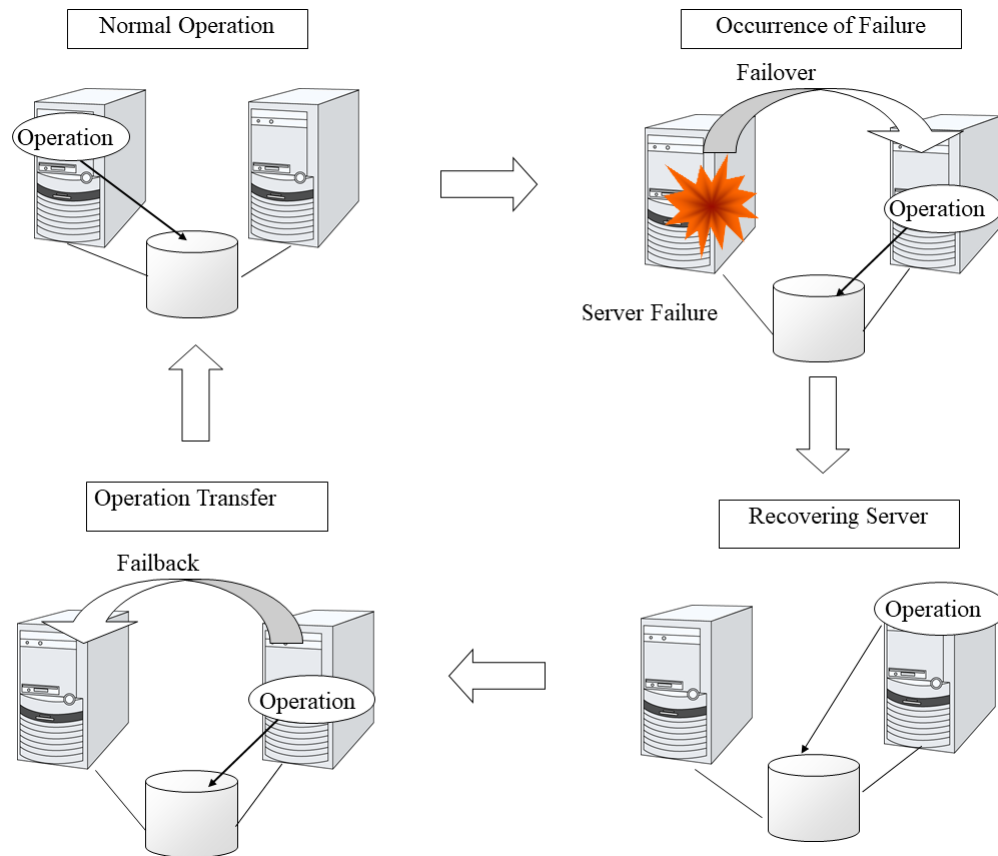 Normal Operation
Operation
Occurrence of Failure
Failover
Operation
Server Failure
Operation Transfer
Failback
Operation
Recovering Server
Operation